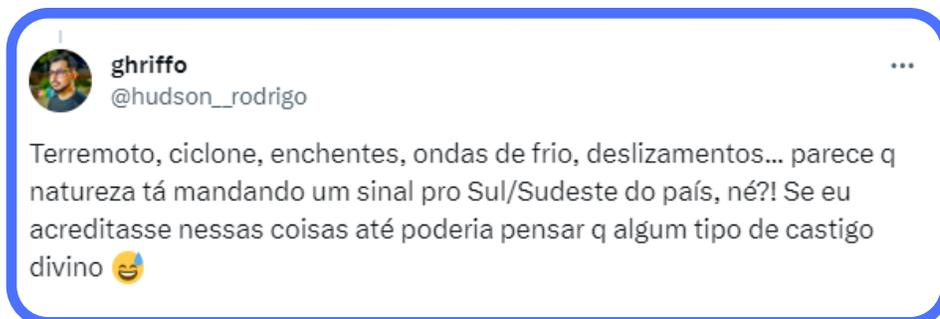 ghriffo
@hudson__rodrigo
Terremoto, ciclone, enchentes, ondas de frio, deslizamentos... parece q
natureza tá mandando um sinal pro Sul/Sudeste do país, né?! Se eu
acreditasse nessas coisas até poderia pensar q algum tipo de castigo
divino 😅